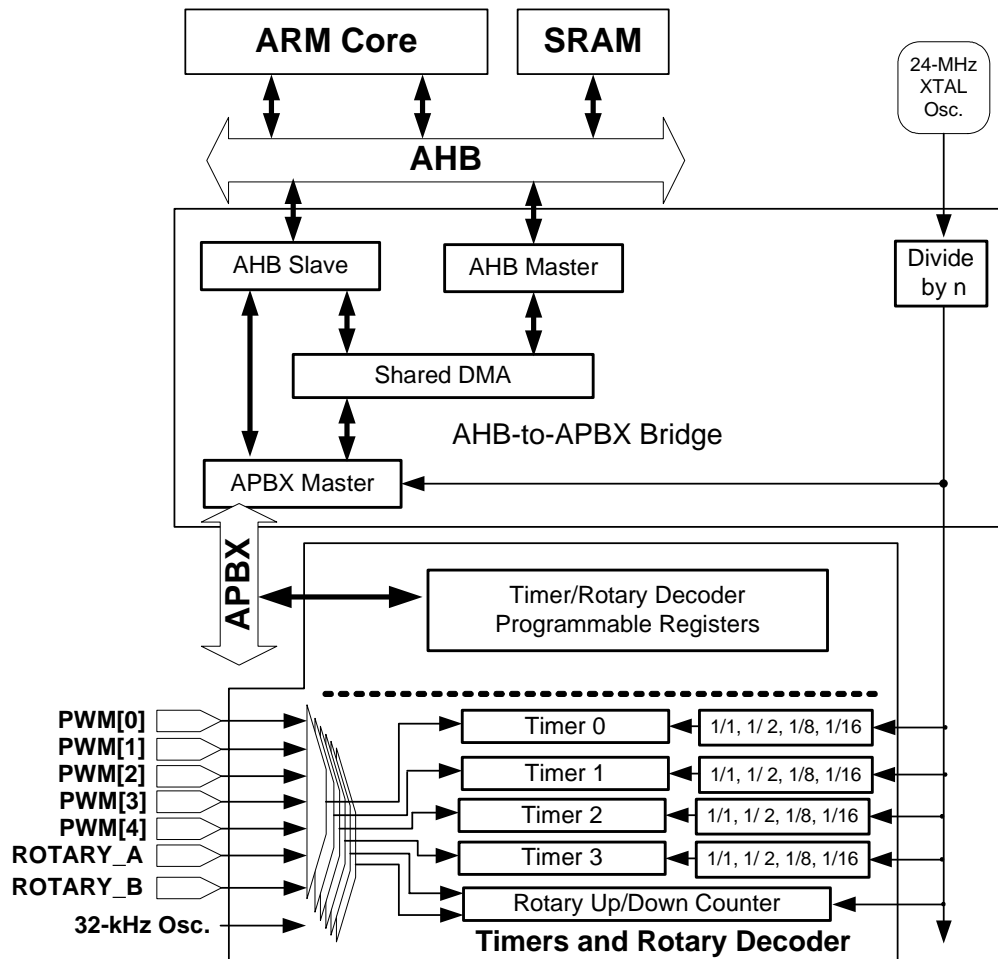 ARM Core
SRAM
24-MHz
XTAL
Osc.
AHB
AHB Slave
AHB Master
Divide
by n
Shared DMA
AHB-to-APBX Bridge
APBX Master
APBX
Timer/Rotary Decoder
Programmable Registers
PWM[0]
PWM[1]
PWM[2]
PWM[3]
PWM[4]
ROTARY_A
ROTARY_B
32-kHz Osc.
Timer 0
1/1, 1/ 2, 1/8, 1/16
Timer 1
1/1, 1/ 2, 1/8, 1/16
Timer 2
1/1, 1/ 2, 1/8, 1/16
Timer 3
1/1, 1/ 2, 1/8, 1/16
Rotary Up/Down Counter
Timers and Rotary Decoder